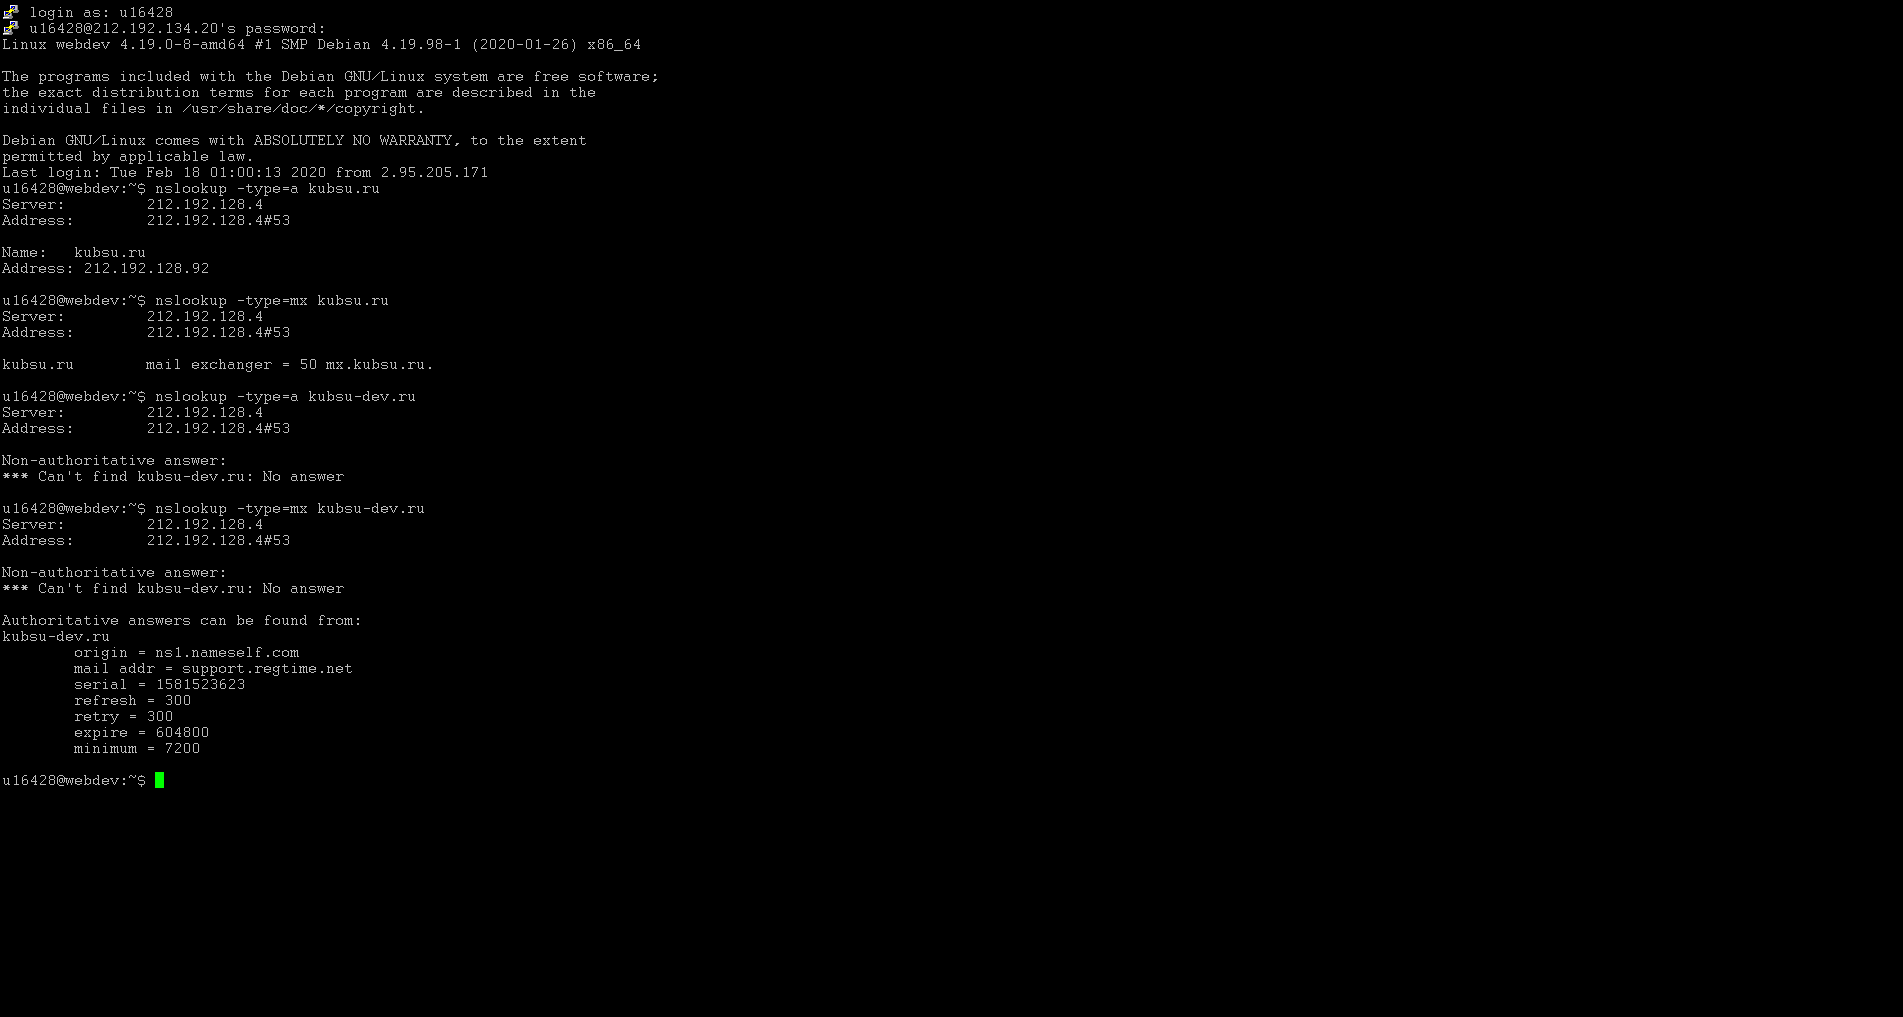 login as: u16428
u16428@212.192.134.20's password:
Linux webdev 4.19.0-8-amd64 #1 SMP Debian 4.19.98-1 (2020-01-26) x86_64
The programs included with the Debian GNU/Linux system are free software;
the exact distribution terms for each program are described in the
individual files in /usr/share/doc/*/copyright.
Debian GNU/Linux comes with ABSOLUTELY NO WARRANTY, to the extent
permitted by applicable law.
Last login: Tue Feb 18 01:00:13 2020 from 2.95.205.171
u16428@webdev:~$ nslookup -type=a kubsu.ru
Server:         212.192.128.4
Address:        212.192.128.4#53
Name:   kubsu.ru
Address: 212.192.128.92
u16428@webdev:~$ nslookup -type=mx kubsu.ru
Server:         212.192.128.4
Address:        212.192.128.4#53
kubsu.ru        mail exchanger = 50 mx.kubsu.ru.
u16428@webdev:~$ nslookup -type=a kubsu-dev.ru
Server:         212.192.128.4
Address:        212.192.128.4#53
Non-authoritative answer:
*** Can't find kubsu-dev.ru: No answer
u16428@webdev:~$ nslookup -type=mx kubsu-dev.ru
Server:         212.192.128.4
Address:        212.192.128.4#53
Non-authoritative answer:
*** Can't find kubsu-dev.ru: No answer
Authoritative answers can be found from:
kubsu-dev.ru
        origin = ns1.nameself.com
        mail addr = support.regtime.net
        serial = 1581523623
        refresh = 300
        retry = 300
        expire = 604800
        minimum = 7200
u16428@webdev:~$